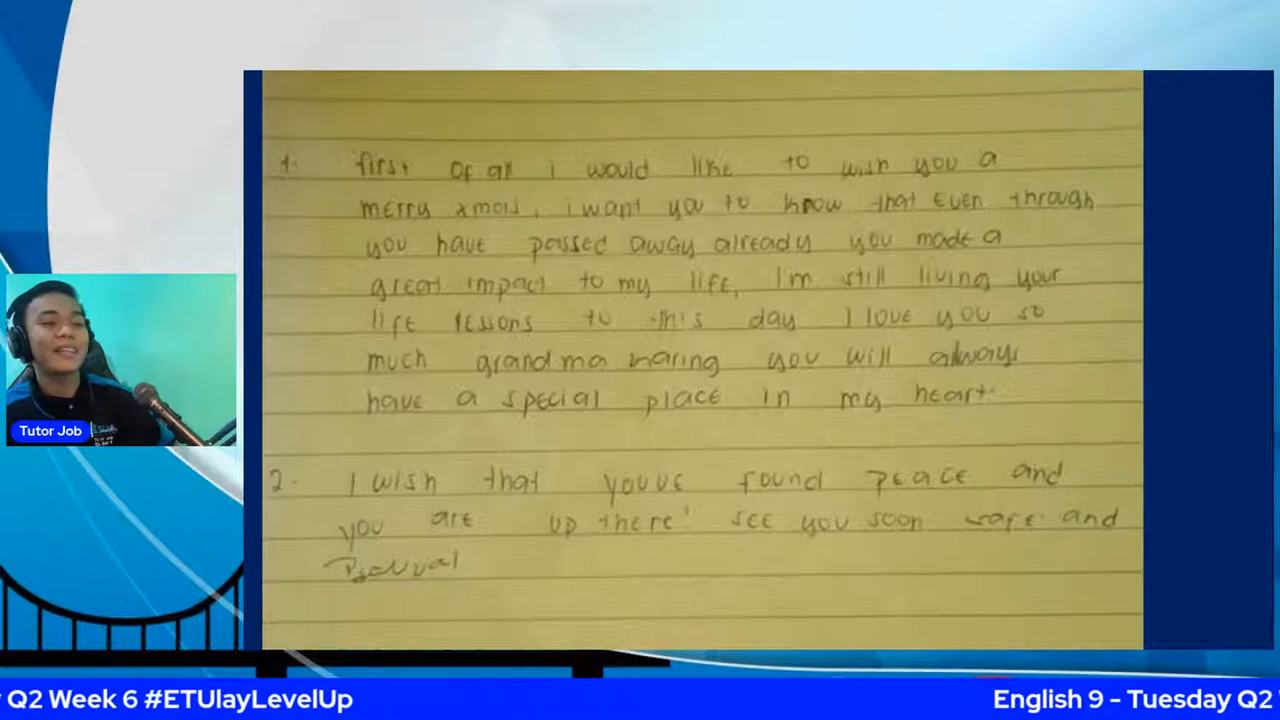 1. first of all i would like to wish you a
merry xmas, i want you to know that even through
you have passed away already you made a
great impact to my life, I'm still living your
life lessons to this day I love you so
much grandma you will always
have a special place in my heart.
2. I wish that youve found peace and
you are up there! see you soon and
Tutor Job
Q2 Week 6 #ETUlayLevelUp
English 9 - Tuesday Q2